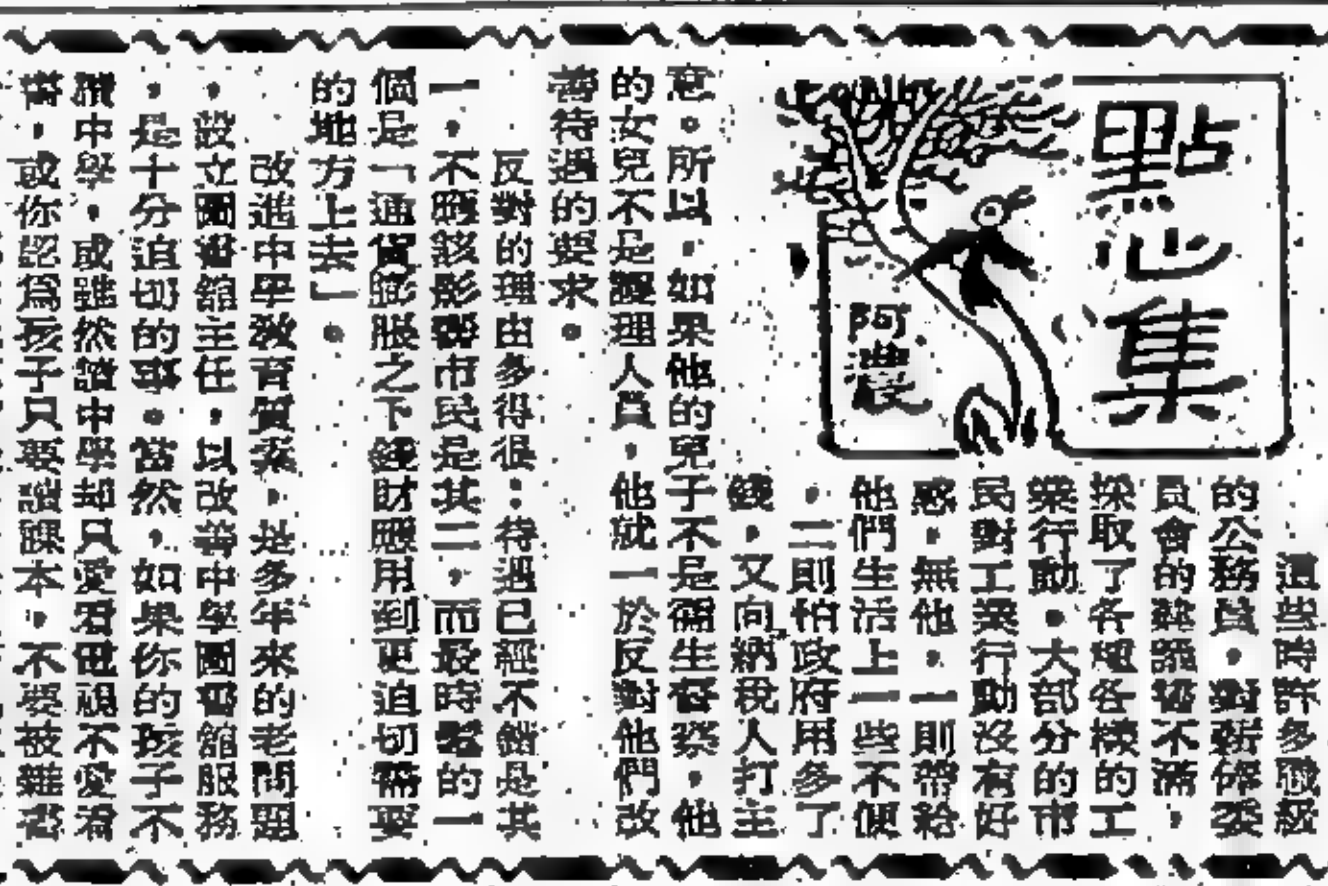 點心集
阿濃
這些時許多職級
的公務員，對薪俸委
員會的建議極不滿，
採取了各種各樣的工
業行動。大部分的市
民對工業行動沒有好
感，無他，一則帶給
他們生活上一些不便
，二則怕政府用多了
錢，又向納稅人打主
意。所以，如果他的兒子不是衞生督察，他
的女兒不是護理人員，他就一於反對他們改
善待遇的要求。
反對的理由多得很：待遇已經不錯是其
一，不應該影響市民是其二，而最時髦的一
個是「通貨膨脹之下錢財應用到更迫切需要
的地方上去」。
改進中學教育質素，是多年來的老問題
，設立圖書館主任，以改善中學圖書館服務
，是十分迫切的事。當然，如果你的孩子不
讀中學，或雖然讀中學却只愛看電視不愛看
書，或你認爲孩子只要讀課本，不要被雜書